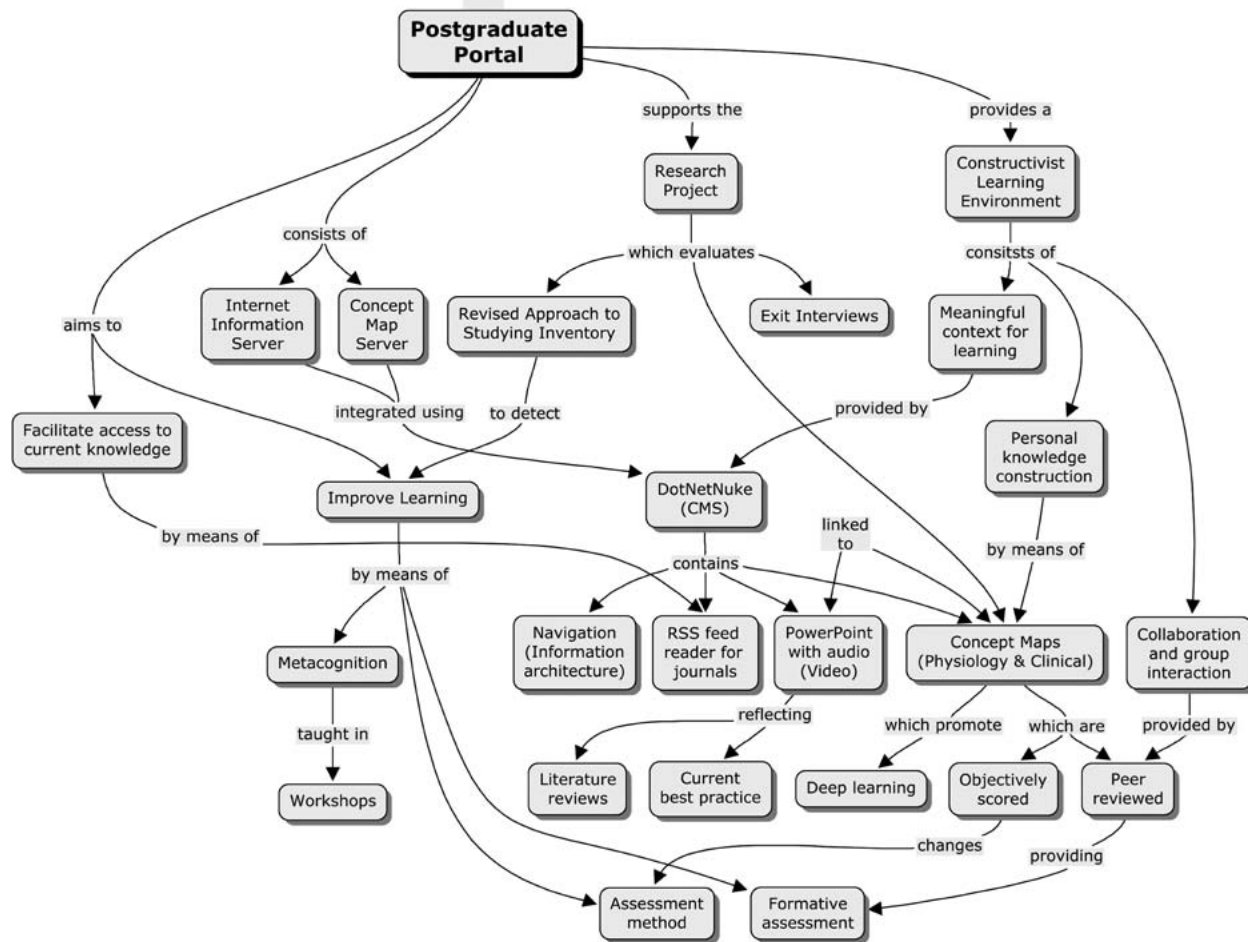 Postgraduate
Portal
supports the
provides a
Research
Project
Constructivist
Learning
Environment
consists of
which evaluates
consitsts of
Internet
Information
Server
Concept
Map
Server
Revised Approach to
Studying Inventory
Exit Interviews
Meaningful
context for
learning
aims to
integrated using
to detect
provided by
Facilitate access to
current knowledge
Personal
knowledge
construction
Improve Learning
DotNetNuke
(CMS)
by means of
linked
to
by means of
contains
by means of
Navigation
(Information
architecture)
RSS feed
reader for
journals
PowerPoint
with audio
(Video)
Concept Maps
(Physiology & Clinical)
Collaboration
and group
interaction
Metacognition
reflecting
which promote
which are
provided by
taught in
Workshops
Literature
reviews
Current
best practice
Deep learning
Objectively
scored
Peer
reviewed
changes
providing
Assessment
method
Formative
assessment